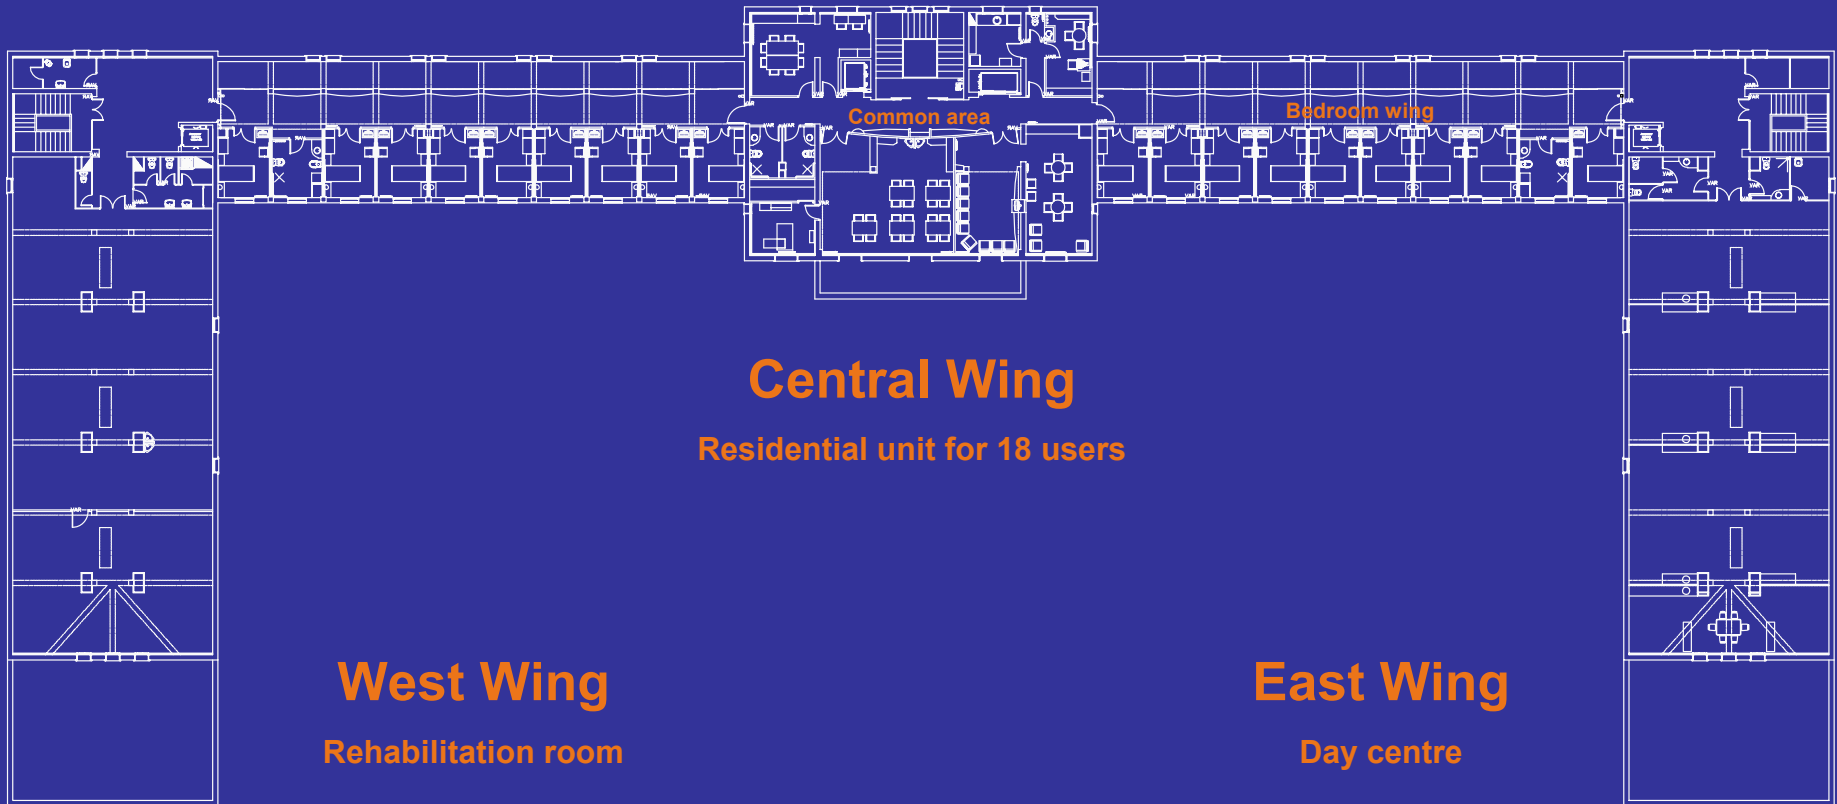 Common area
Bedroom wing
Central Wing
Residential unit for 18 users
West Wing
Rehabilitation room
East Wing
Day centre